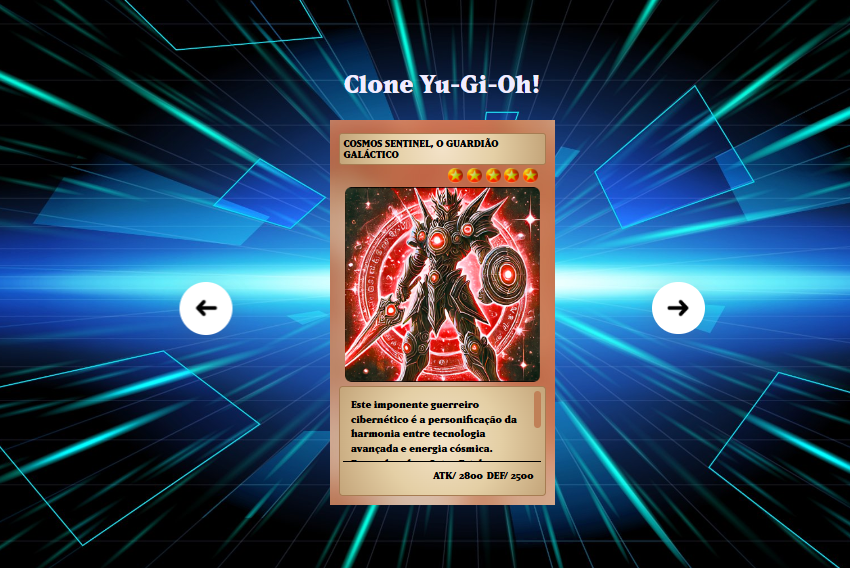 Clone Yu-Gi-Oh!
COSMOS SENTINEL, O GUARDIÃO
GALÁCTICO
Este imponente guerreiro
cibernético é a personificação da
harmonia entre tecnologia
avançada e energia cósmica.
ATK/ 2800 DEF/ 2500